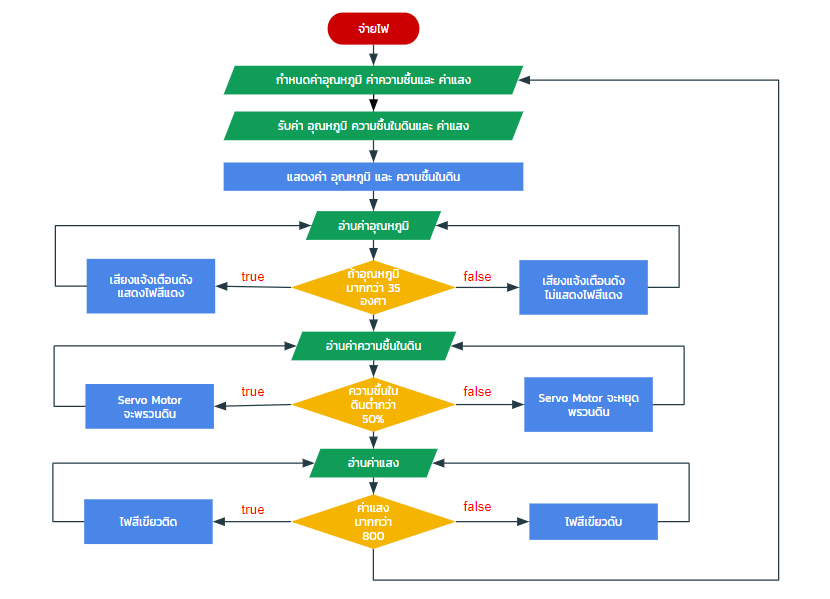 จ่ายไฟ
กำหนดค่าอุณหภูมิ ค่าความชื้นและ ค่าแสง
รับค่า อุณหภูมิ ความชื้นในดินและ ค่าแสง
แสดงค่า อุณหภูมิ และ ความชื้นในดิน
อ่านค่าอุณหภูมิ
เสียงแจ้งเตือนดัง
แสดงไฟสีแดง
true
ถ้าอุณหภูมิ
มากกว่า 35
องศา
false
เสียงแจ้งเตือนดัง
ไม่แสดงไฟสีแดง
อ่านค่าความชื้นในดิน
Servo Motor
จะพรวนดิน
true
ความชื้นใน
ดินต่ำกว่า
50%
false
Servo Motor จะหยุด
พรวนดิน
อ่านค่าแสง
ไฟสีเขียวติด
true
ค่าแสง
มากกว่า
800
false
ไฟสีเขียวดับ